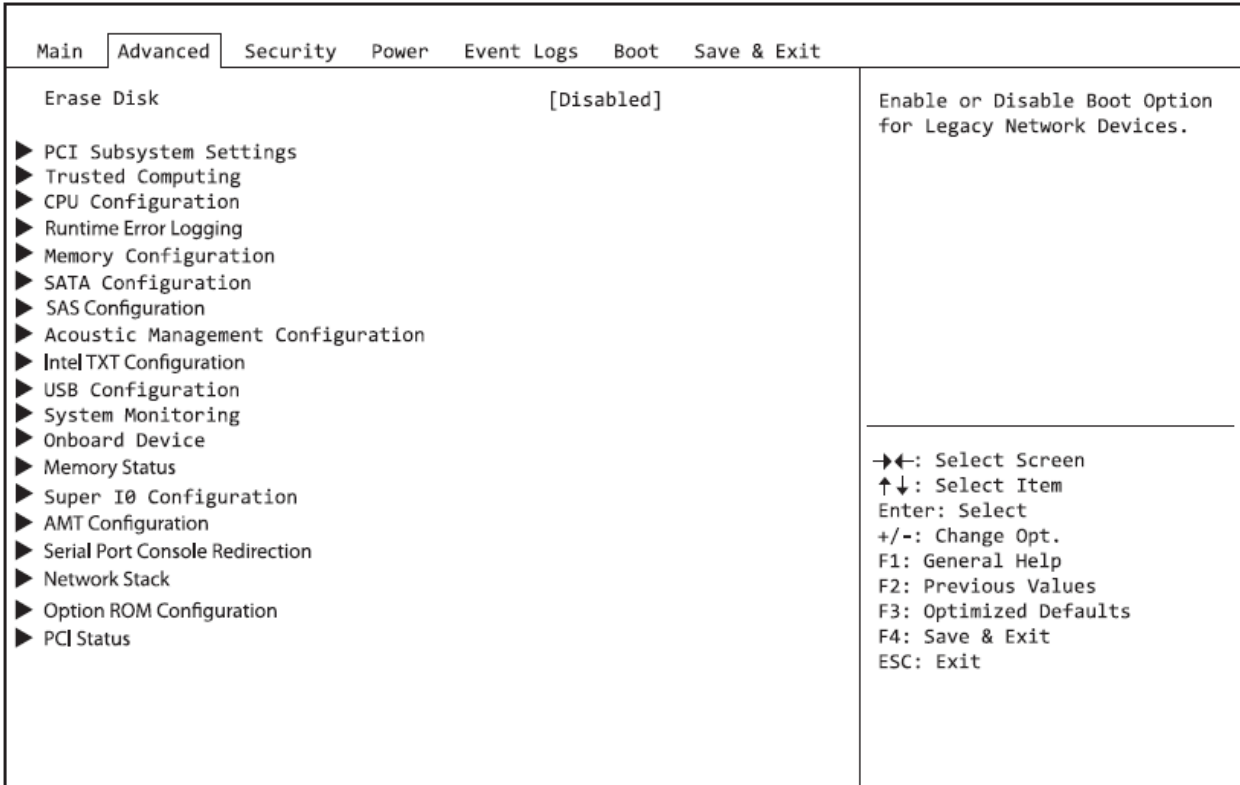 Main Advanced Security Power Event Logs Boot Save & Exit
Erase Disk [Disabled]
▶ PCI Subsystem Settings
▶ Trusted Computing
▶ CPU Configuration
▶ Runtime Error Logging
▶ Memory Configuration
▶ SATA Configuration
▶ SAS Configuration
▶ Acoustic Management Configuration
▶ Intel TXT Configuration
▶ USB Configuration
▶ System Monitoring
▶ Onboard Device
▶ Memory Status
▶ Super I0 Configuration
▶ AMT Configuration
▶ Serial Port Console Redirection
▶ Network Stack
▶ Option ROM Configuration
▶ PCI Status
Enable or Disable Boot Option
for Legacy Network Devices.
→←: Select Screen
↑↓: Select Item
Enter: Select
+/-: Change Opt.
F1: General Help
F2: Previous Values
F3: Optimized Defaults
F4: Save & Exit
ESC: Exit